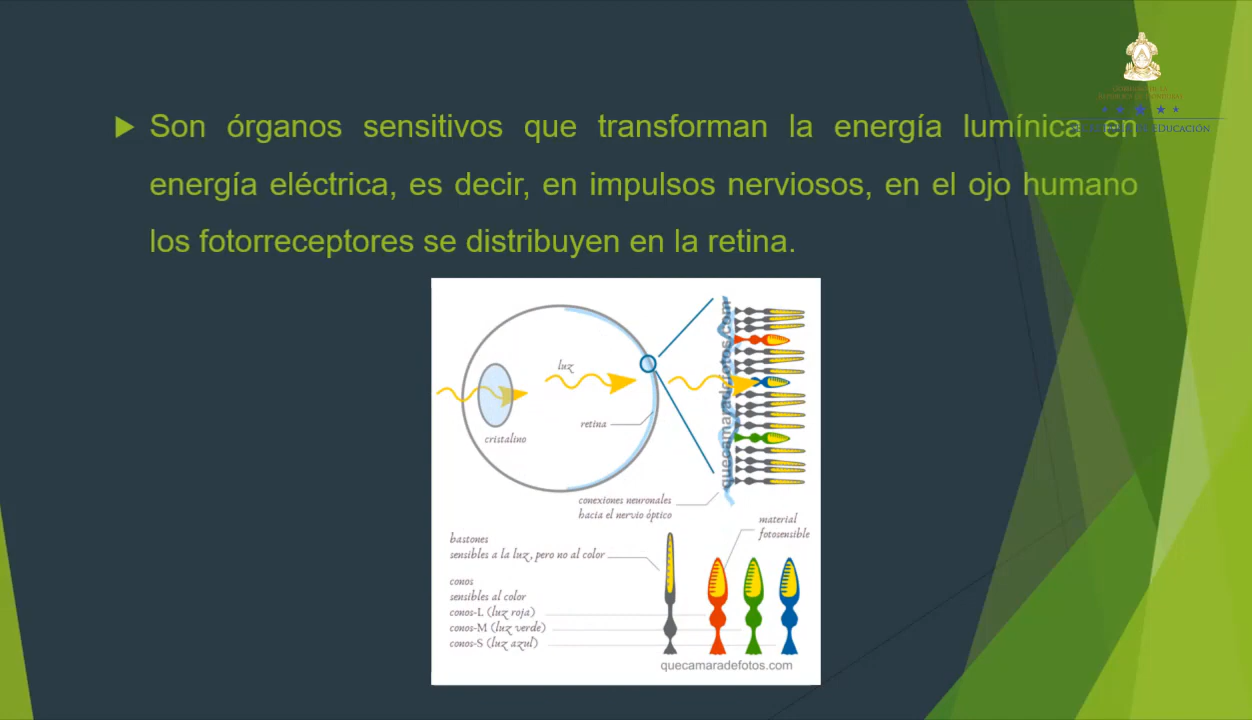 Son órganos sensitivos que transforman la energía lumínica en
energía eléctrica, es decir, en impulsos nerviosos, en el ojo humano
los fotorreceptores se distribuyen en la retina.
luz
retina
cristalino
quecamaradefotos.com
conexiones neuronales
hacia el nervio óptico
material
fotosensible
bastones
sensibles a la luz, pero no al color
conos
sensibles al color
conos-L (luz roja)
conos-M (luz verde)
conos-S (luz azul)
quecamaradefotos.com